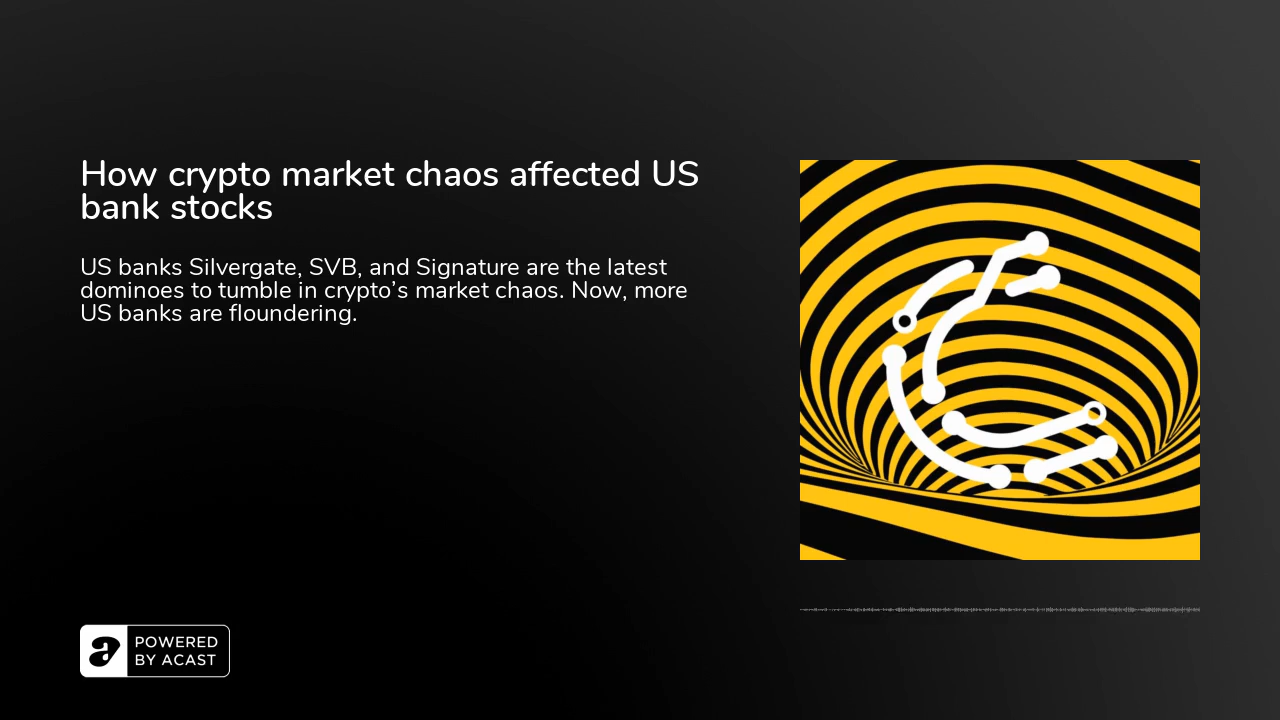 How crypto market chaos affected US
bank stocks
US banks Silvergate, SVB, and Signature are the latest
dominoes to tumble in crypto’s market chaos. Now, more
US banks are floundering.
a POWERED
BY ACAST